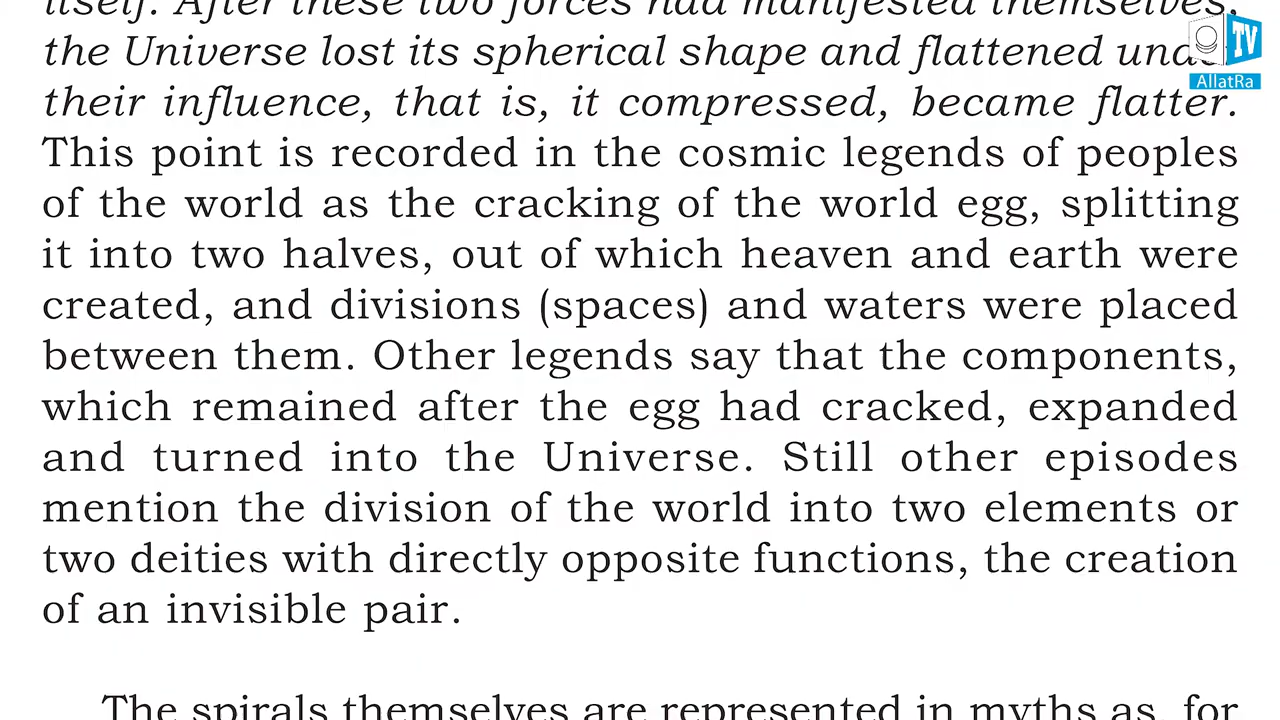 itself. After these two forces had manifested themselves,
the Universe lost its spherical shape and flattened under
their influence, that is, it compressed, became flatter.
This point is recorded in the cosmic legends of peoples
of the world as the cracking of the world egg, splitting
it into two halves, out of which heaven and earth were
created, and divisions (spaces) and waters were placed
between them. Other legends say that the components,
which remained after the egg had cracked, expanded
and turned into the Universe. Still other episodes
mention the division of the world into two elements or
two deities with directly opposite functions, the creation
of an invisible pair.
The spirals themselves are represented in myths as, for
TV
AllatRa